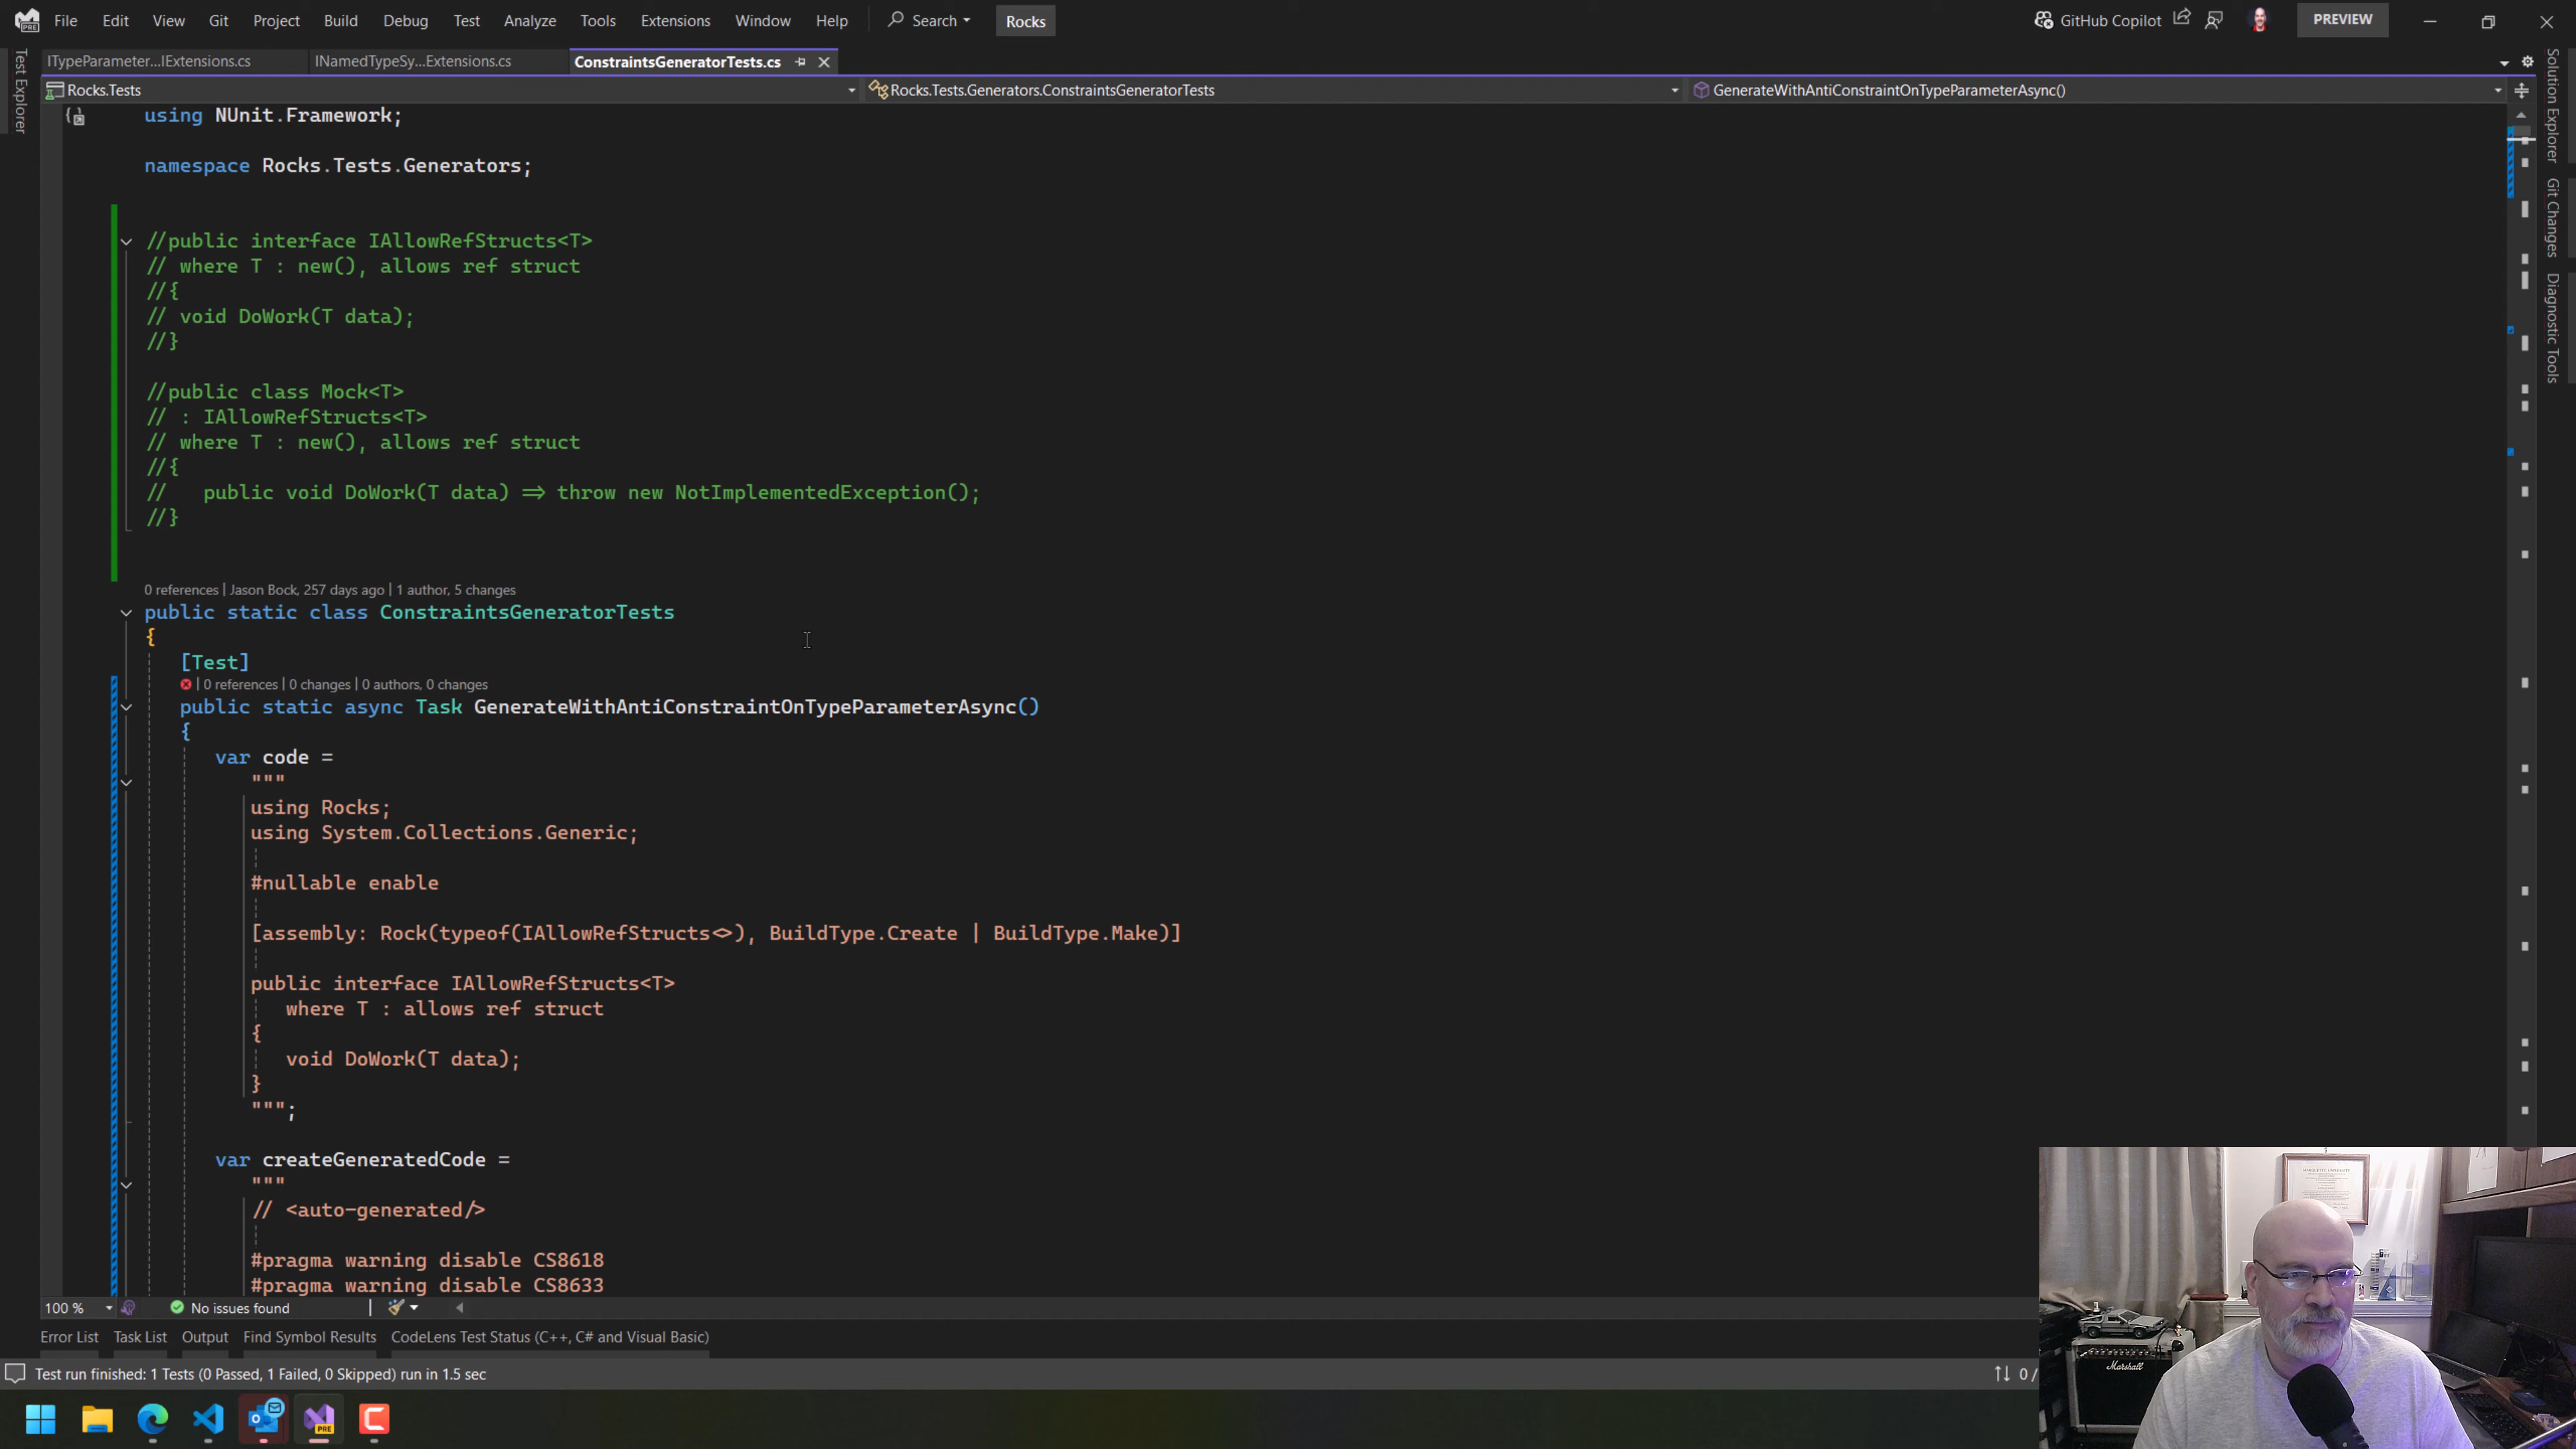 File Edit View Git Project Build Debug Test Analyze Tools Extensions Window Help Search Rocks GitHub Copilot PREVIEW
ITypeParameter...lExtensions.cs INamedTypeSy...Extensions.cs ConstraintsGeneratorTests.cs
Rocks.Tests Rocks.Tests.Generators.ConstraintsGeneratorTests GenerateWithAntiConstraintOnTypeParameterAsync()
Test Explorer
Solution Explorer
Git Changes
Diagnostic Tools
using NUnit.Framework;
namespace Rocks.Tests.Generators;
//public interface IAllowRefStructs<T>
// where T : new(), allows ref struct
//{
// void DoWork(T data);
//}
//public class Mock<T>
// : IAllowRefStructs<T>
// where T : new(), allows ref struct
//{
// public void DoWork(T data) => throw new NotImplementedException();
//}
0 references | Jason Bock, 257 days ago | 1 author, 5 changes
public static class ConstraintsGeneratorTests
{
[Test]
| 0 references | 0 changes | 0 authors, 0 changes
public static async Task GenerateWithAntiConstraintOnTypeParameterAsync()
{
var code =
"""
using Rocks;
using System.Collections.Generic;
#nullable enable
[assembly: Rock(typeof(IAllowRefStructs<>), BuildType.Create | BuildType.Make)]
public interface IAllowRefStructs<T>
where T : allows ref struct
{
void DoWork(T data);
}
""";
var createGeneratedCode =
"""
// <auto-generated/>
#pragma warning disable CS8618
#pragma warning disable CS8633
100 % No issues found
Error List Task List Output Find Symbol Results CodeLens Test Status (C++, C# and Visual Basic)
Test run finished: 1 Tests (0 Passed, 1 Failed, 0 Skipped) run in 1.5 sec 0 /
PRE
Marshall
MARQUETTE UNIVERSITY